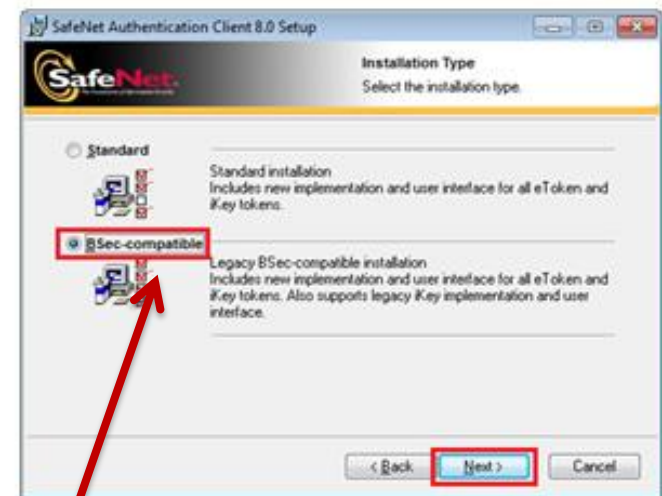 SafeNet Authentication Client 8.0 Setup
SafeNet.
Installation Type
Select the installation type.
Standard
Standard installation
Includes new implementation and user interface for all eToken and
iKey tokens.
BSec-compatible
Legacy BSec-compatible installation
Includes new implementation and user interface for all eToken and
iKey tokens. Also supports legacy iKey implementation and user
interface.
< Back
Next >
Cancel